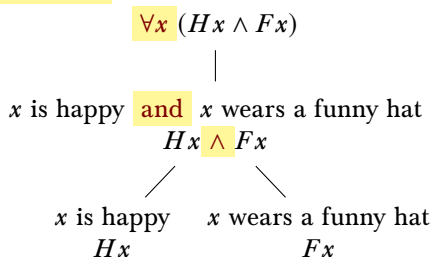 ∀x (Hx ∧ Fx)
x is happy and x wears a funny hat
Hx ∧ Fx
x is happy x wears a funny hat
Hx Fx